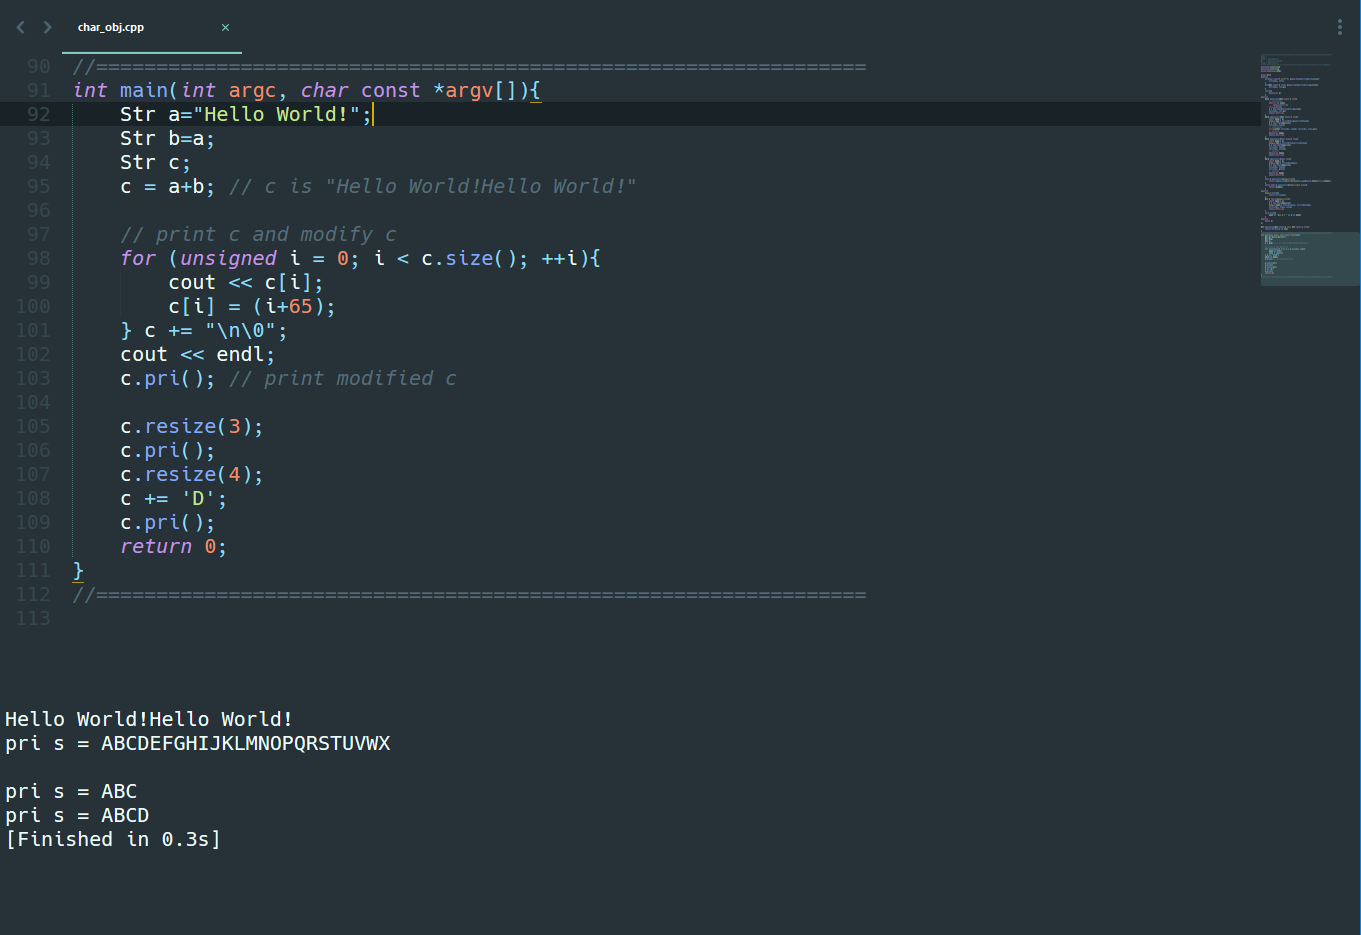 char_obj.cpp ×
90 //================================================================
91 int main(int argc, char const *argv[]){
92     Str a="Hello World!";
93     Str b=a;
94     Str c;
95     c = a+b; // c is "Hello World!Hello World!"
96
97     // print c and modify c
98     for (unsigned i = 0; i < c.size(); ++i){
99         cout << c[i];
100         c[i] = (i+65);
101     } c += "\n\0";
102     cout << endl;
103     c.pri(); // print modified c
104
105     c.resize(3);
106     c.pri();
107     c.resize(4);
108     c += 'D';
109     c.pri();
110     return 0;
111 }
112 //================================================================
113
Hello World!Hello World!
pri s = ABCDEFGHIJKLMNOPQRSTUVWX
pri s = ABC
pri s = ABCD
[Finished in 0.3s]